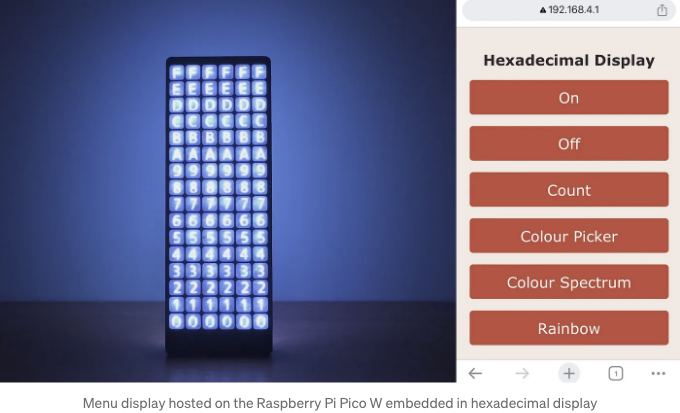 F F F F F F
E E E E E E
D D D D D D
C C C C C C
B B B B B B
A A A A A A
9 9 9 9 9 9
8 8 8 8 8 8
7 7 7 7 7 7
6 6 6 6 6 6
5 5 5 5 5 5
4 4 4 4 4 4
3 3 3 3 3 3
2 2 2 2 2 2
1 1 1 1 1 1
0 0 0 0 0 0
192.168.4.1
Hexadecimal Display
On
Off
Count
Colour Picker
Colour Spectrum
Rainbow
1
Menu display hosted on the Raspberry Pi Pico W embedded in hexadecimal display